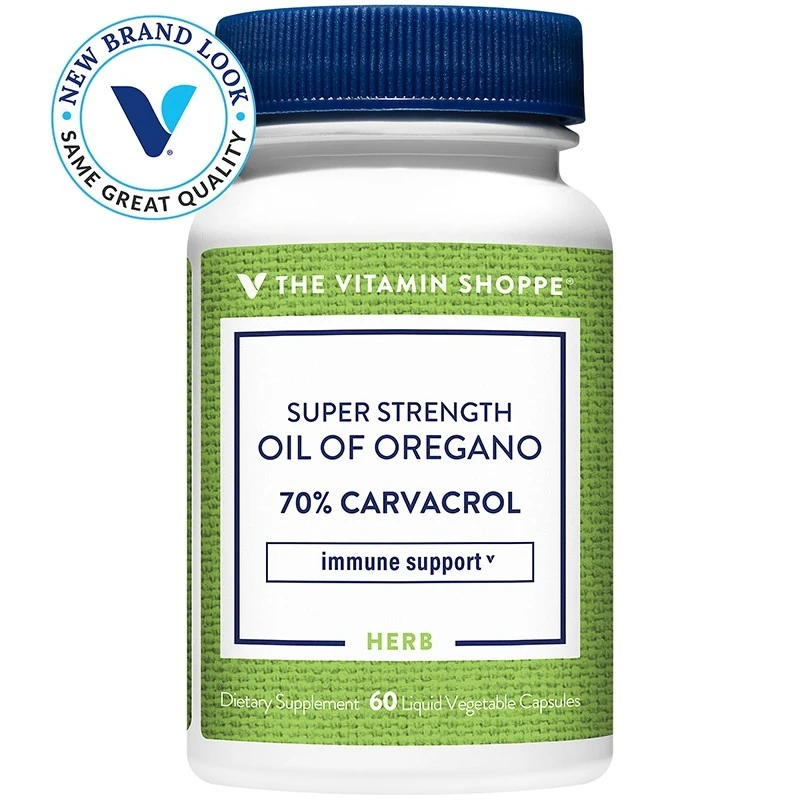 NEW BRAND LOOK
SAME GREAT QUALITY
THE VITAMIN SHOPPE®
SUPER STRENGTH
OIL OF OREGANO
70% CARVACROL
immune support ᵛ
HERB
Dietary Supplement 60 Liquid Vegetable Capsules